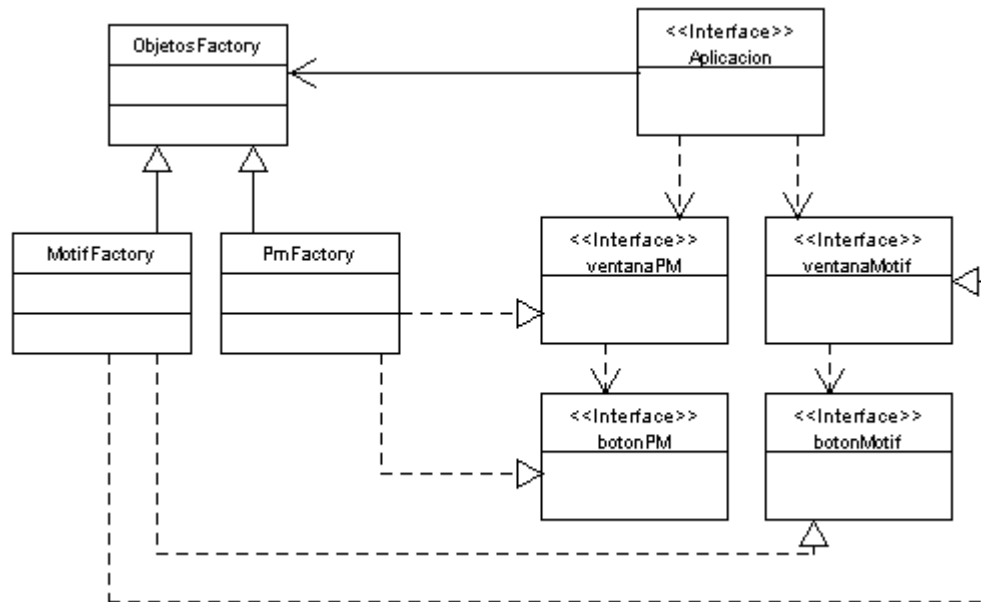 ObjetosFactory
<<Interface>>
Aplicacion
MotifFactory
PmFactory
<<Interface>>
ventanaPM
<<Interface>>
ventanaMotif
<<Interface>>
botonPM
<<Interface>>
botonMotif